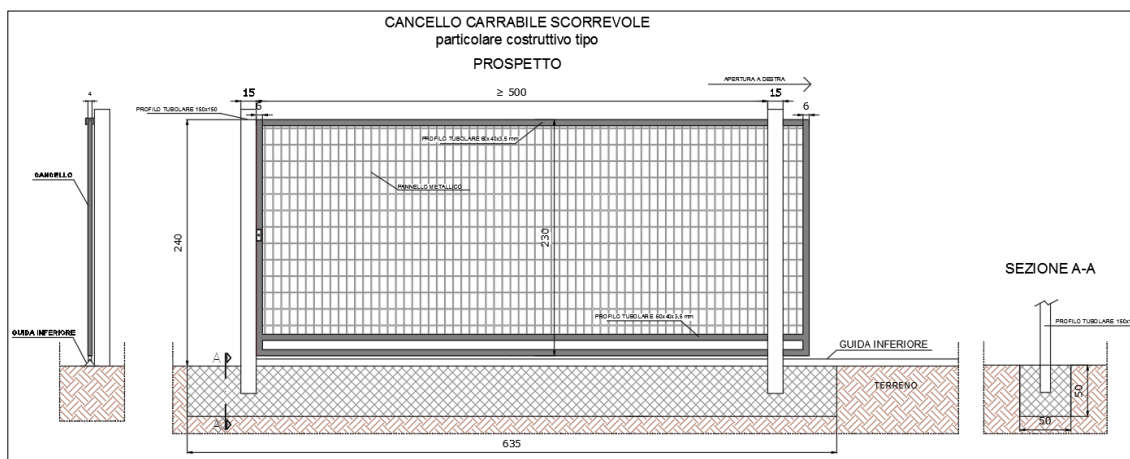 CANCELLO CARRABILE SCORREVOLE
particolare costruttivo tipo
PROSPETTO
APERTURA A DESTRA
4
15
≥ 500
15
6
6
PROFILO TUBOLARE 150x150
PROFILO TUBOLARE 60x40x3,5 mm
CANCELLO
PANNELLO METALLICO
240
230
SEZIONE A-A
PROFILO TUBOLARE 60x40x3,5 mm
PROFILO TUBOLARE 150x1
GUIDA INFERIORE
GUIDA INFERIORE
A
TERRENO
50
50
A
635